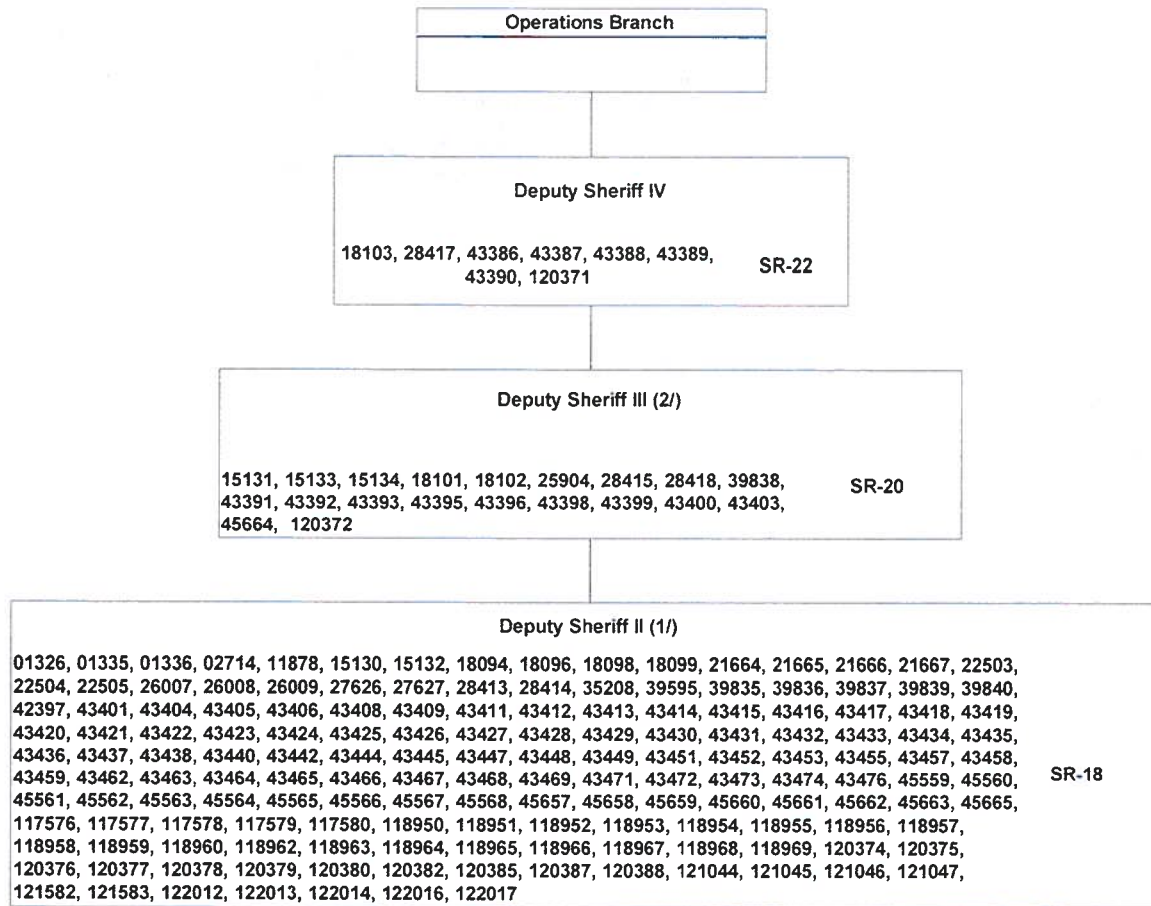 Operations Branch
Deputy Sheriff IV
18103, 28417, 43386, 43387, 43388, 43389,
43390, 120371
SR-22
Deputy Sheriff III (2/)
15131, 15133, 15134, 18101, 18102, 25904, 28415, 28418, 39838,
43391, 43392, 43393, 43395, 43396, 43398, 43399, 43400, 43403,
45664, 120372
SR-20
Deputy Sheriff II (1/)
01326, 01335, 01336, 02714, 11878, 15130, 15132, 18094, 18096, 18098, 18099, 21664, 21665, 21666, 21667, 22503,
22504, 22505, 26007, 26008, 26009, 27626, 27627, 28413, 28414, 35208, 39595, 39835, 39836, 39837, 39839, 39840,
42397, 43401, 43404, 43405, 43406, 43408, 43409, 43411, 43412, 43413, 43414, 43415, 43416, 43417, 43418, 43419,
43420, 43421, 43422, 43423, 43424, 43425, 43426, 43427, 43428, 43429, 43430, 43431, 43432, 43433, 43434, 43435,
43436, 43437, 43438, 43440, 43442, 43444, 43445, 43447, 43448, 43449, 43451, 43452, 43453, 43455, 43457, 43458,
43459, 43462, 43463, 43464, 43465, 43466, 43467, 43468, 43469, 43471, 43472, 43473, 43474, 43476, 45559, 45560,
45561, 45562, 45563, 45564, 45565, 45566, 45567, 45568, 45657, 45658, 45659, 45660, 45661, 45662, 45663, 45665,
117576, 117577, 117578, 117579, 117580, 118950, 118951, 118952, 118953, 118954, 118955, 118956, 118957,
118958, 118959, 118960, 118962, 118963, 118964, 118965, 118966, 118967, 118968, 118969, 120374, 120375,
120376, 120377, 120378, 120379, 120380, 120382, 120385, 120387, 120388, 121044, 121045, 121046, 121047,
121582, 121583, 122012, 122013, 122014, 122016, 122017
SR-18